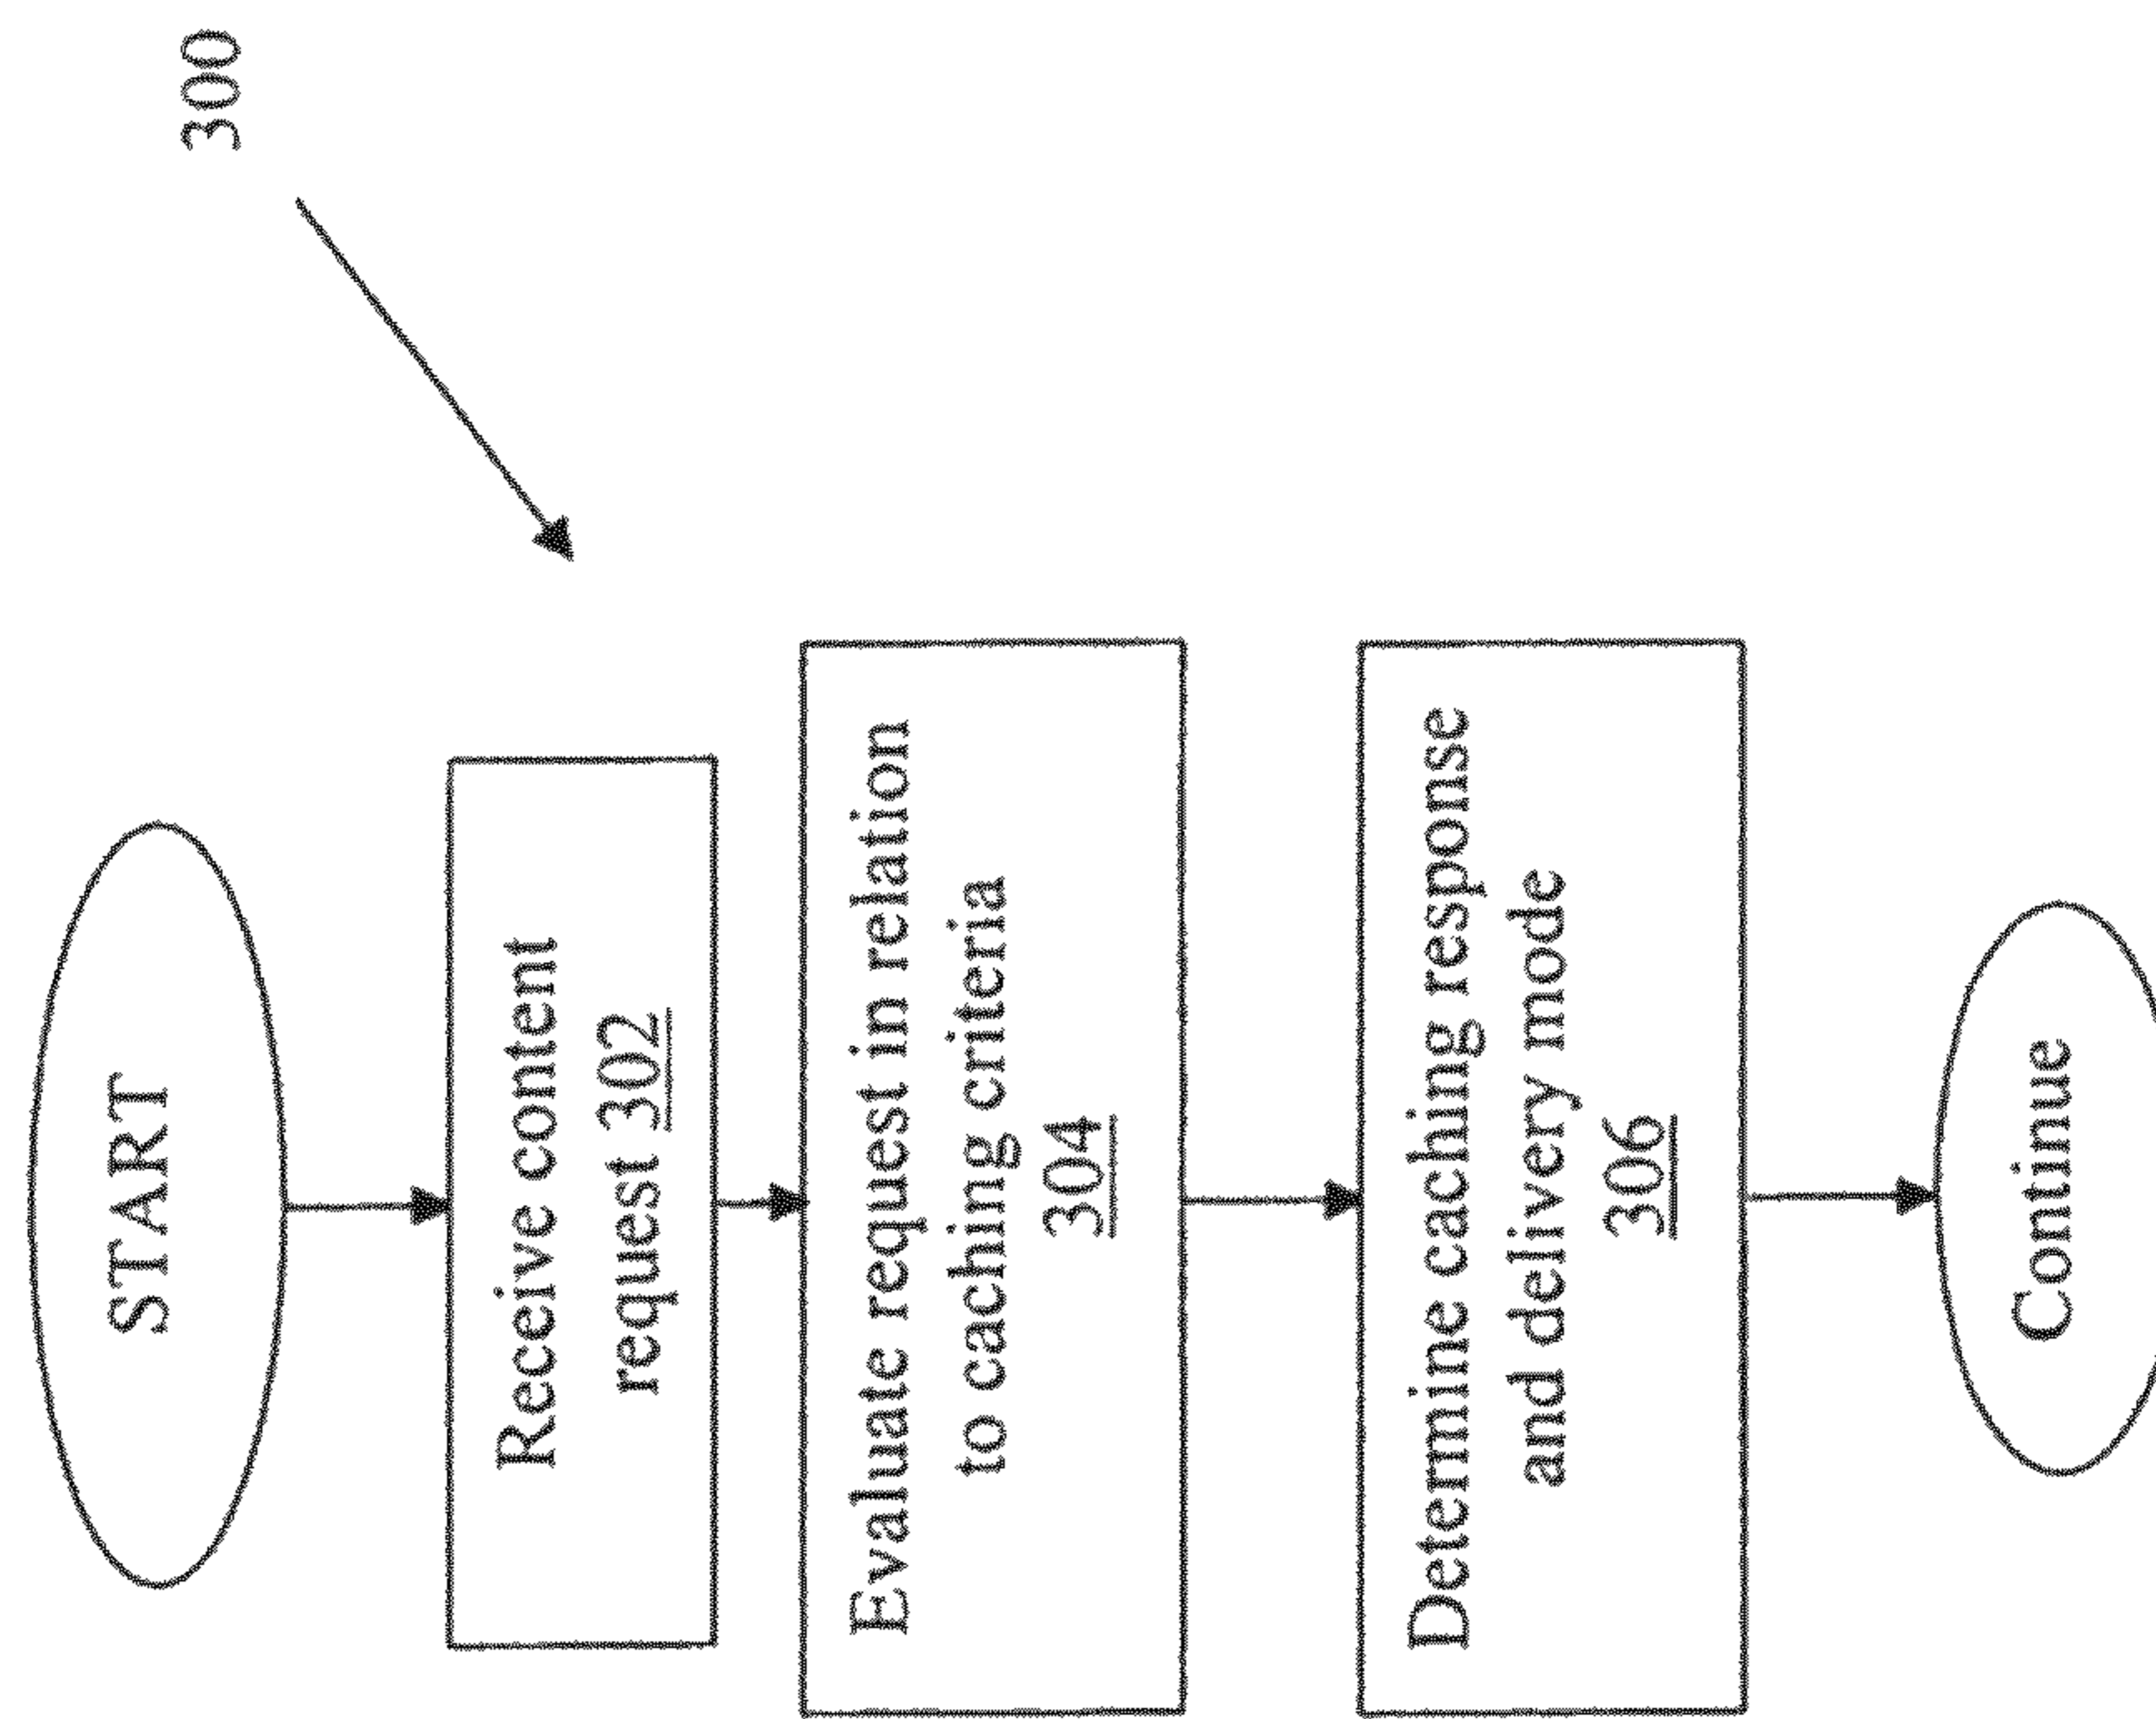 300
START
Receive content
request 302
Evaluate request in relation
to caching criteria
304
Determine caching response
and delivery mode
306
Continue